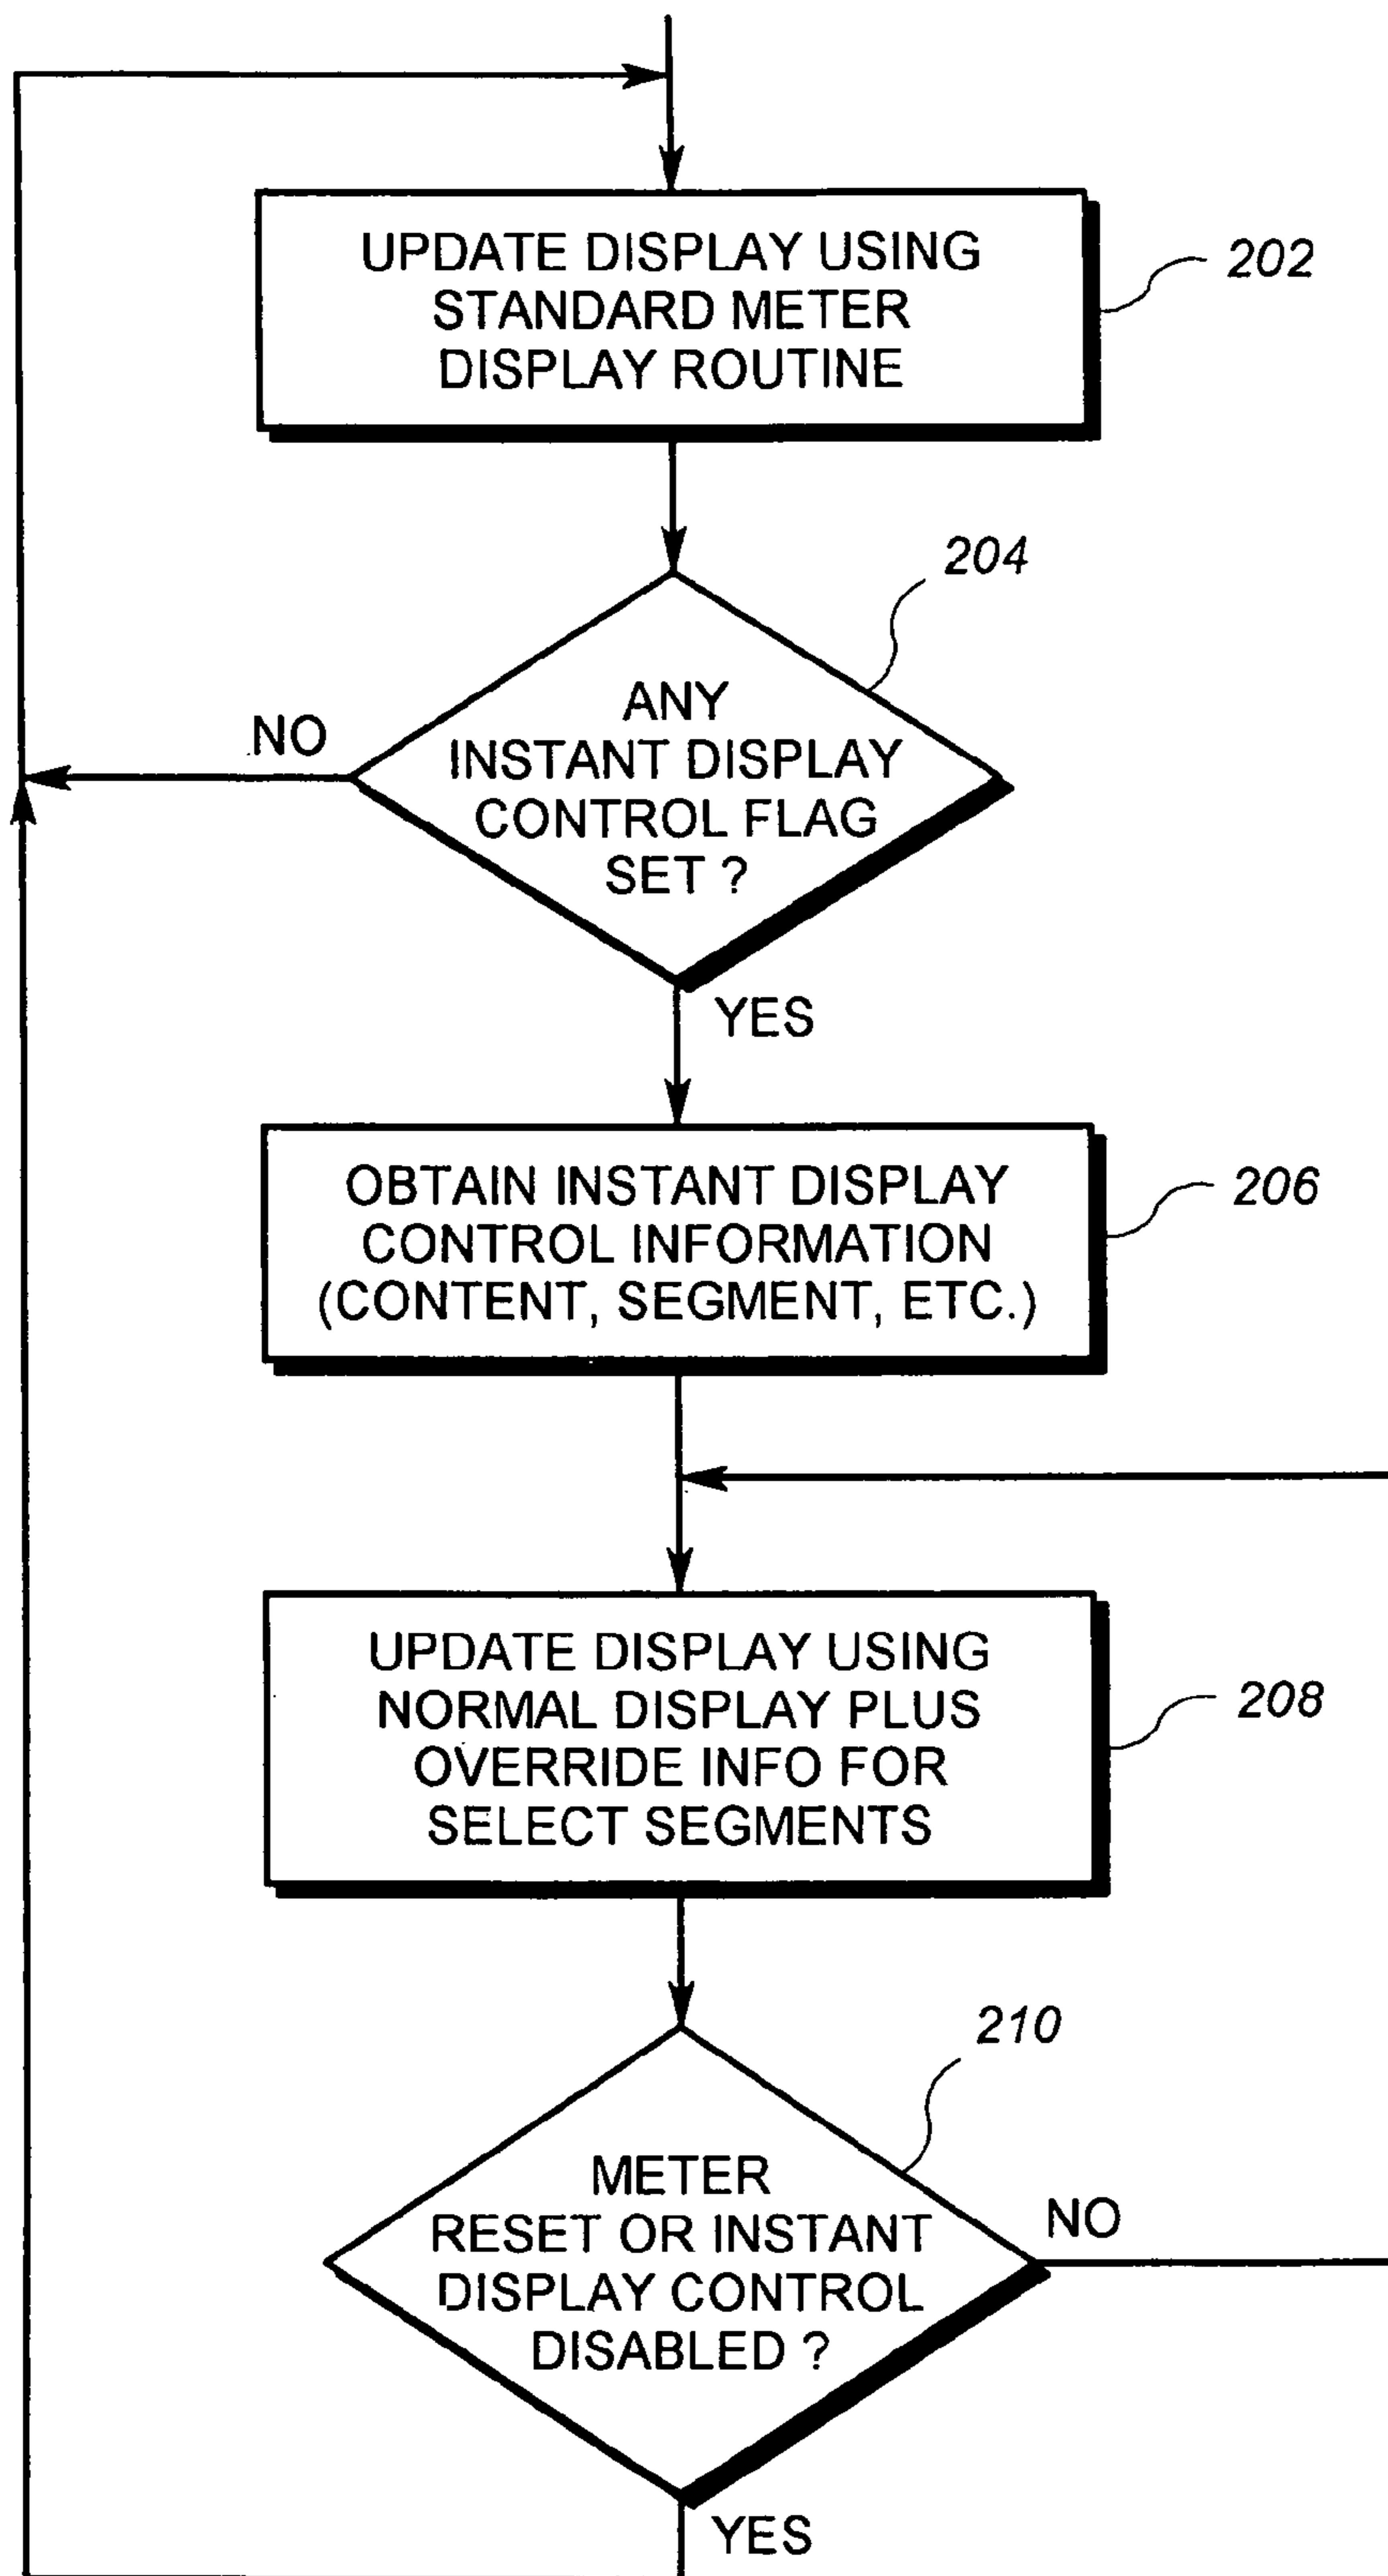 UPDATE DISPLAY USING
STANDARD METER
DISPLAY ROUTINE
202
204
ANY
INSTANT DISPLAY
CONTROL FLAG
SET ?
NO
YES
OBTAIN INSTANT DISPLAY
CONTROL INFORMATION
(CONTENT, SEGMENT, ETC.)
206
UPDATE DISPLAY USING
NORMAL DISPLAY PLUS
OVERRIDE INFO FOR
SELECT SEGMENTS
208
210
METER
RESET OR INSTANT
DISPLAY CONTROL
DISABLED ?
NO
YES